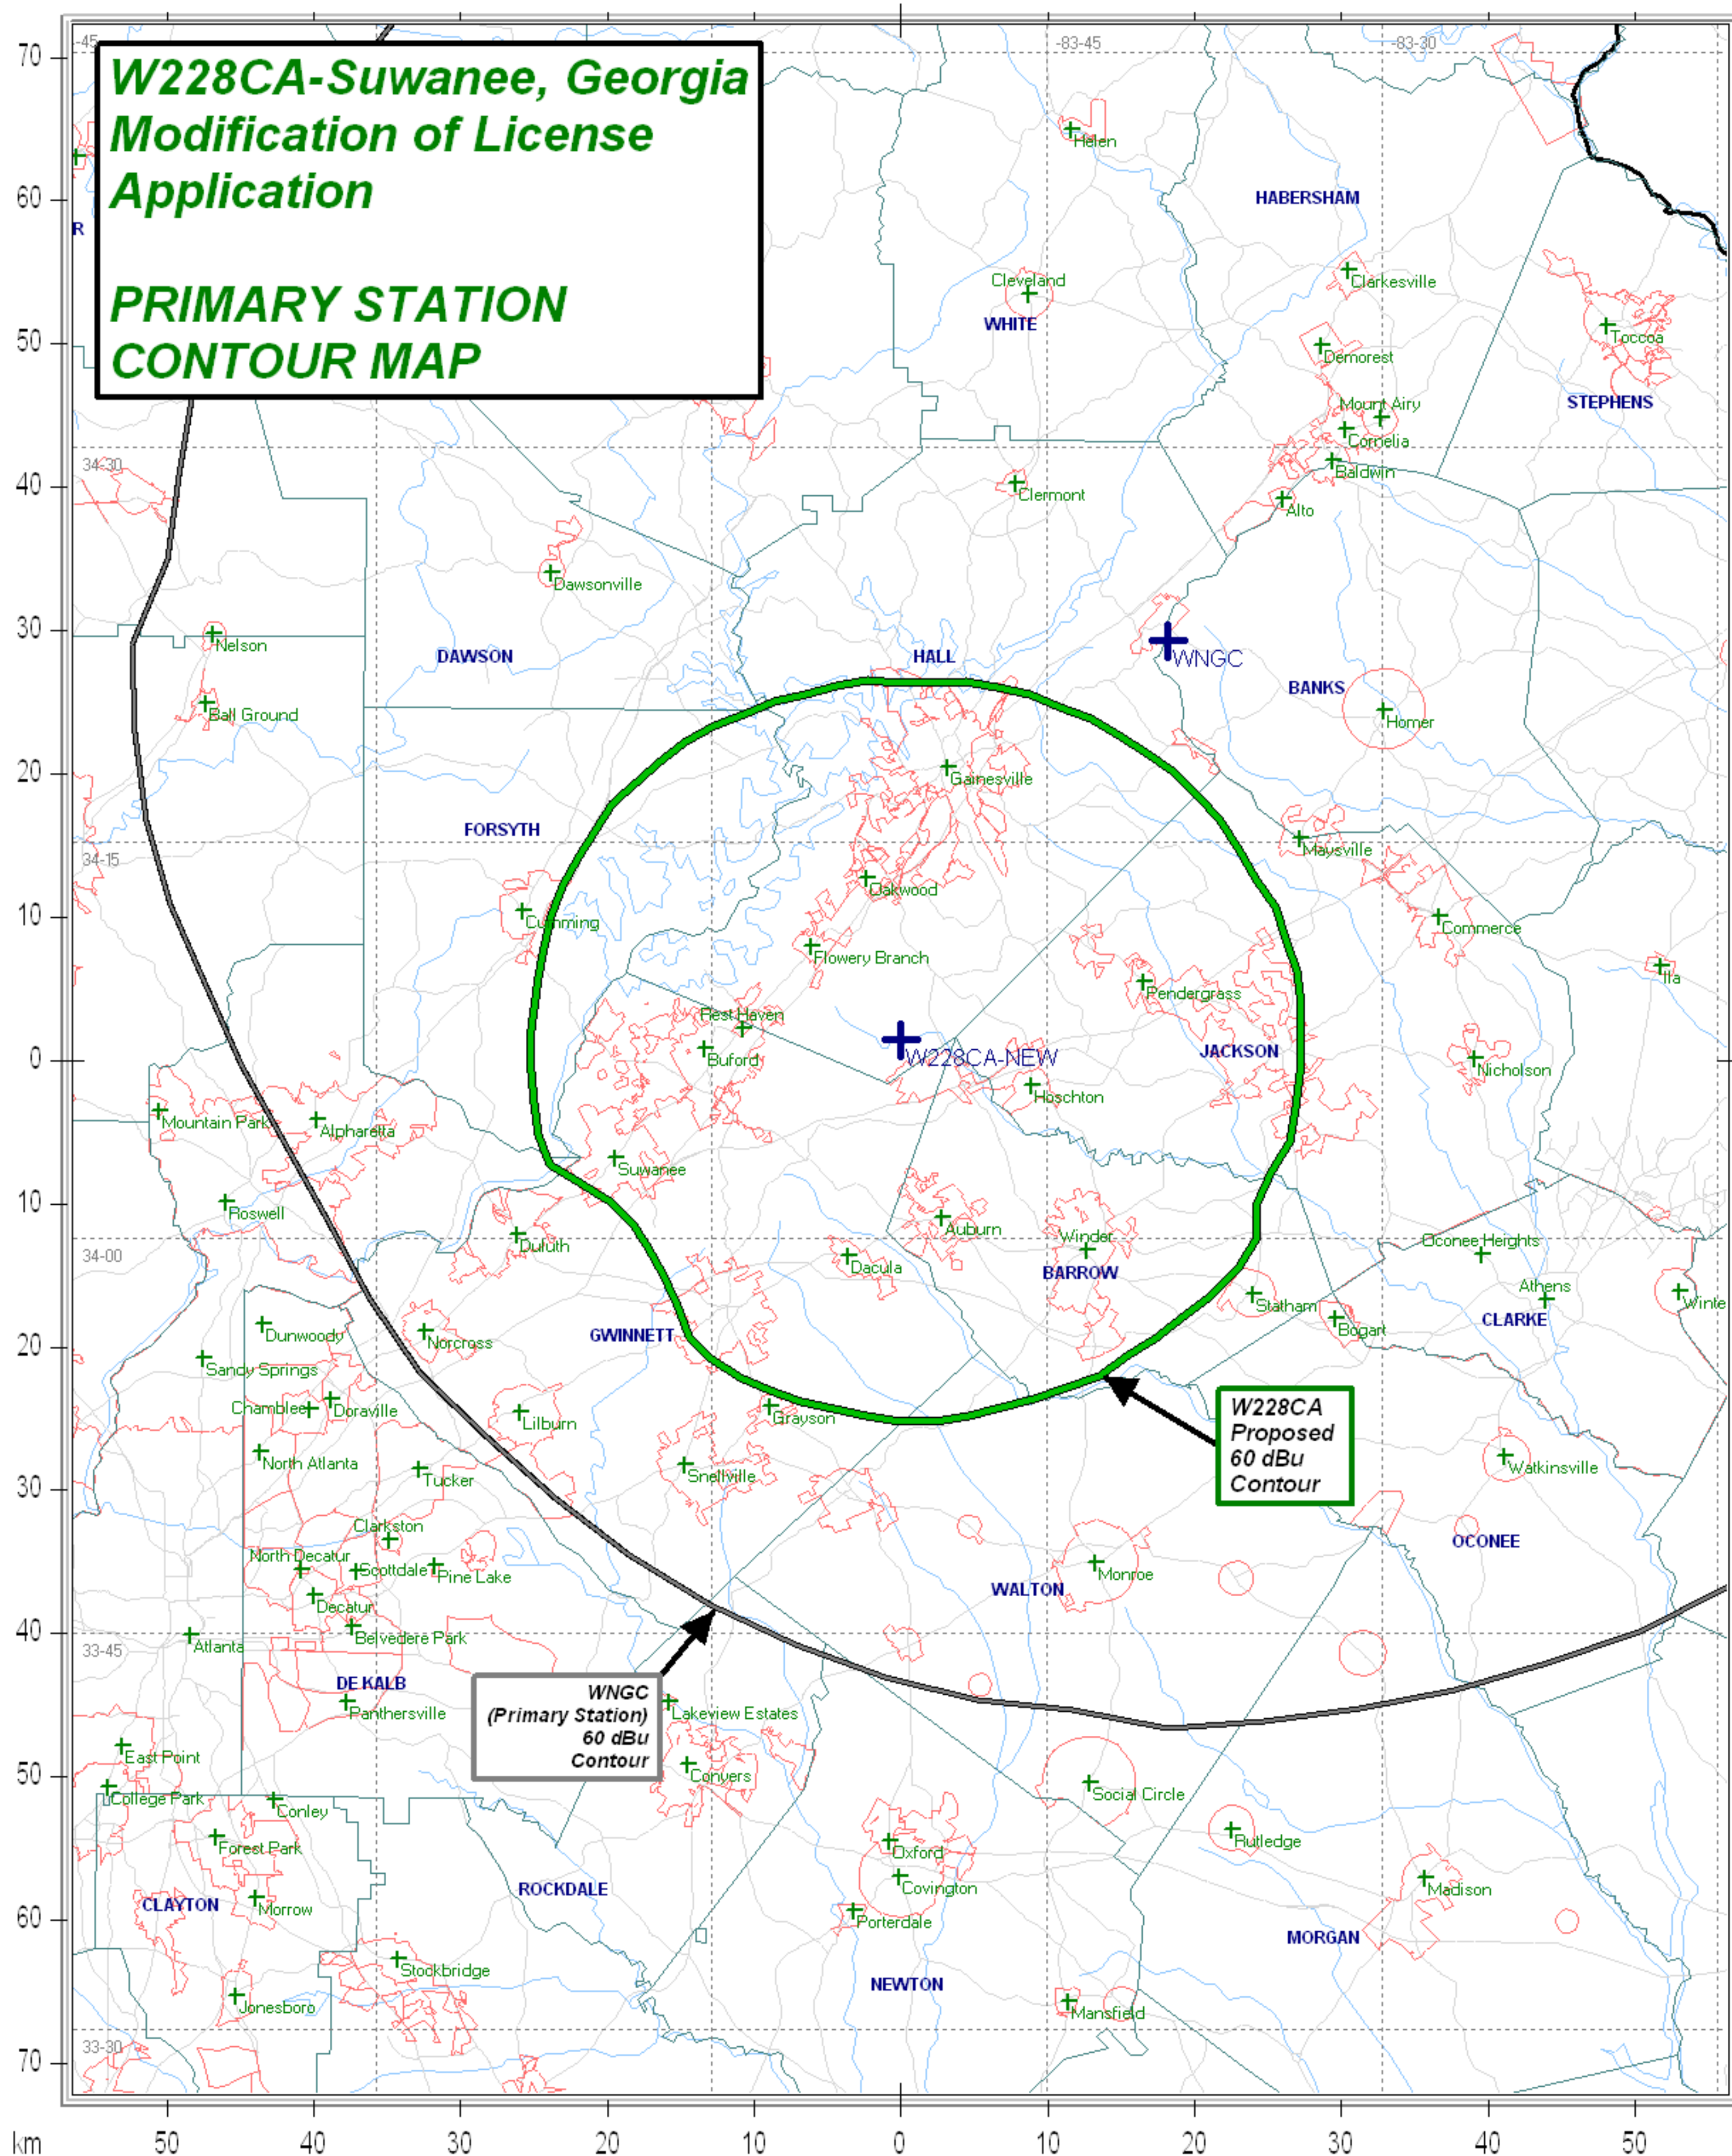 -45
-83-45
-83-30
W228CA-Suwanee, Georgia
Modification of License
Application
PRIMARY STATION
CONTOUR MAP
70
60
50
40
30
20
10
0
10
20
30
40
50
60
70
R
Helen
HABERSHAM
Cleveland
WHITE
Clarkesville
Toccoa
Demorest
STEPHENS
Mount Airy
Cornelia
Baldwin
34-30
Clermont
Alto
Dawsonville
Nelson
DAWSON
HALL
WNGC
BANKS
Ball Ground
Homer
Gainesville
FORSYTH
34-15
Maysville
Oakwood
Cumming
Commerce
Flowery Branch
Ila
Pendergrass
Rest Haven
Buford
W228CA-NEW
JACKSON
Nicholson
Hoschton
Mountain Park
Alpharetta
Suwanee
Roswell
Auburn
Winder
Oconee Heights
Duluth
34-00
Dacula
BARROW
Athens
Statham
Winte
CLARKE
Bogart
Dunwoody
Norcross
GWINNETT
Sandy Springs
Chamblee
Doraville
Lilburn
Grayson
W228CA
Proposed
60 dBu
Contour
North Atlanta
Tucker
Snellville
Watkinsville
Clarkston
OCONEE
North Decatur
Scottdale
Pine Lake
Monroe
WALTON
Decatur
Belvedere Park
Atlanta
33-45
DE KALB
WNGC
(Primary Station)
60 dBu
Contour
Panthersville
Lakeview Estates
East Point
Conyers
College Park
Conley
Social Circle
Forest Park
Rutledge
Oxford
Covington
Madison
ROCKDALE
CLAYTON
Morrow
Porterdale
MORGAN
Stockbridge
NEWTON
Jonesboro
Mansfield
33-30
km
50
40
30
20
10
0
10
20
30
40
50